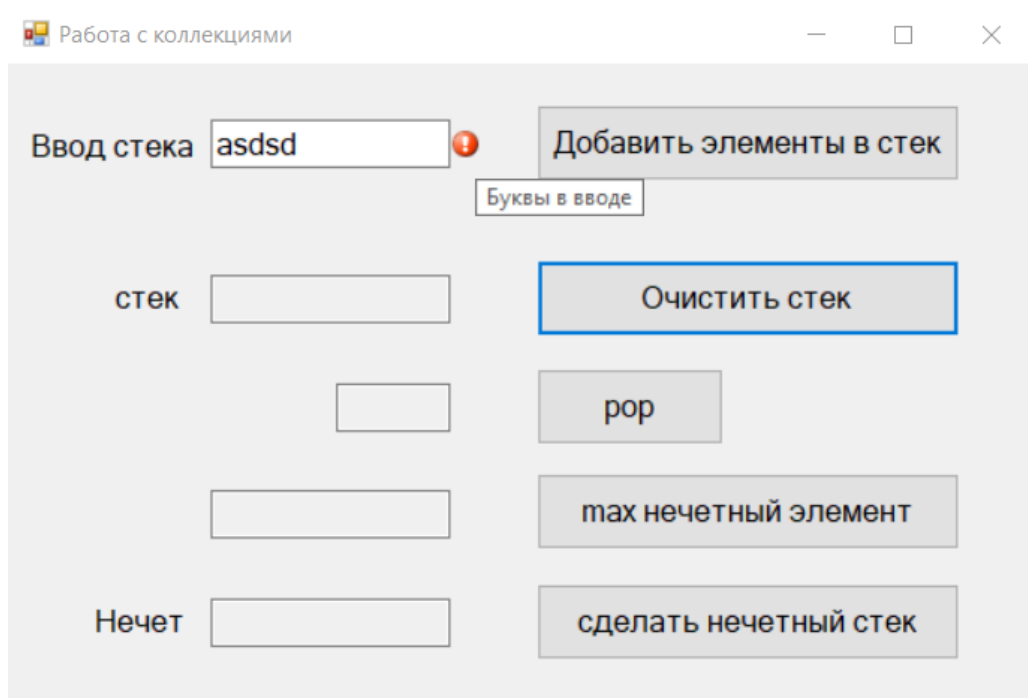 Работа с коллекциями
Ввод стека asdsd Добавить элементы в стек
Буквы в вводе
стек Очистить стек
pop
max нечетный элемент
Нечет сделать нечетный стек